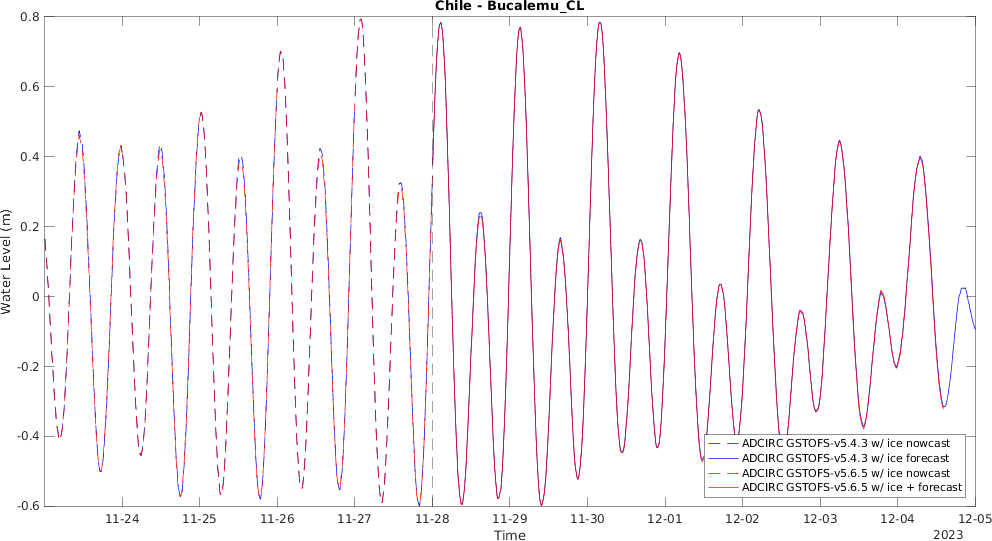 Chile - Bucalemu_CL
Water Level (m)
0.8
0.6
0.4
0.2
0
-0.2
-0.4
-0.6
ADCIRC GSTOFS-v5.4.3 w/ ice nowcast
ADCIRC GSTOFS-v5.4.3 w/ ice forecast
ADCIRC GSTOFS-v5.6.5 w/ ice nowcast
ADCIRC GSTOFS-v5.6.5 w/ ice + forecast
11-24 11-25 11-26 11-27 11-28 11-29 11-30 12-01 12-02 12-03 12-04 12-05
Time
2023